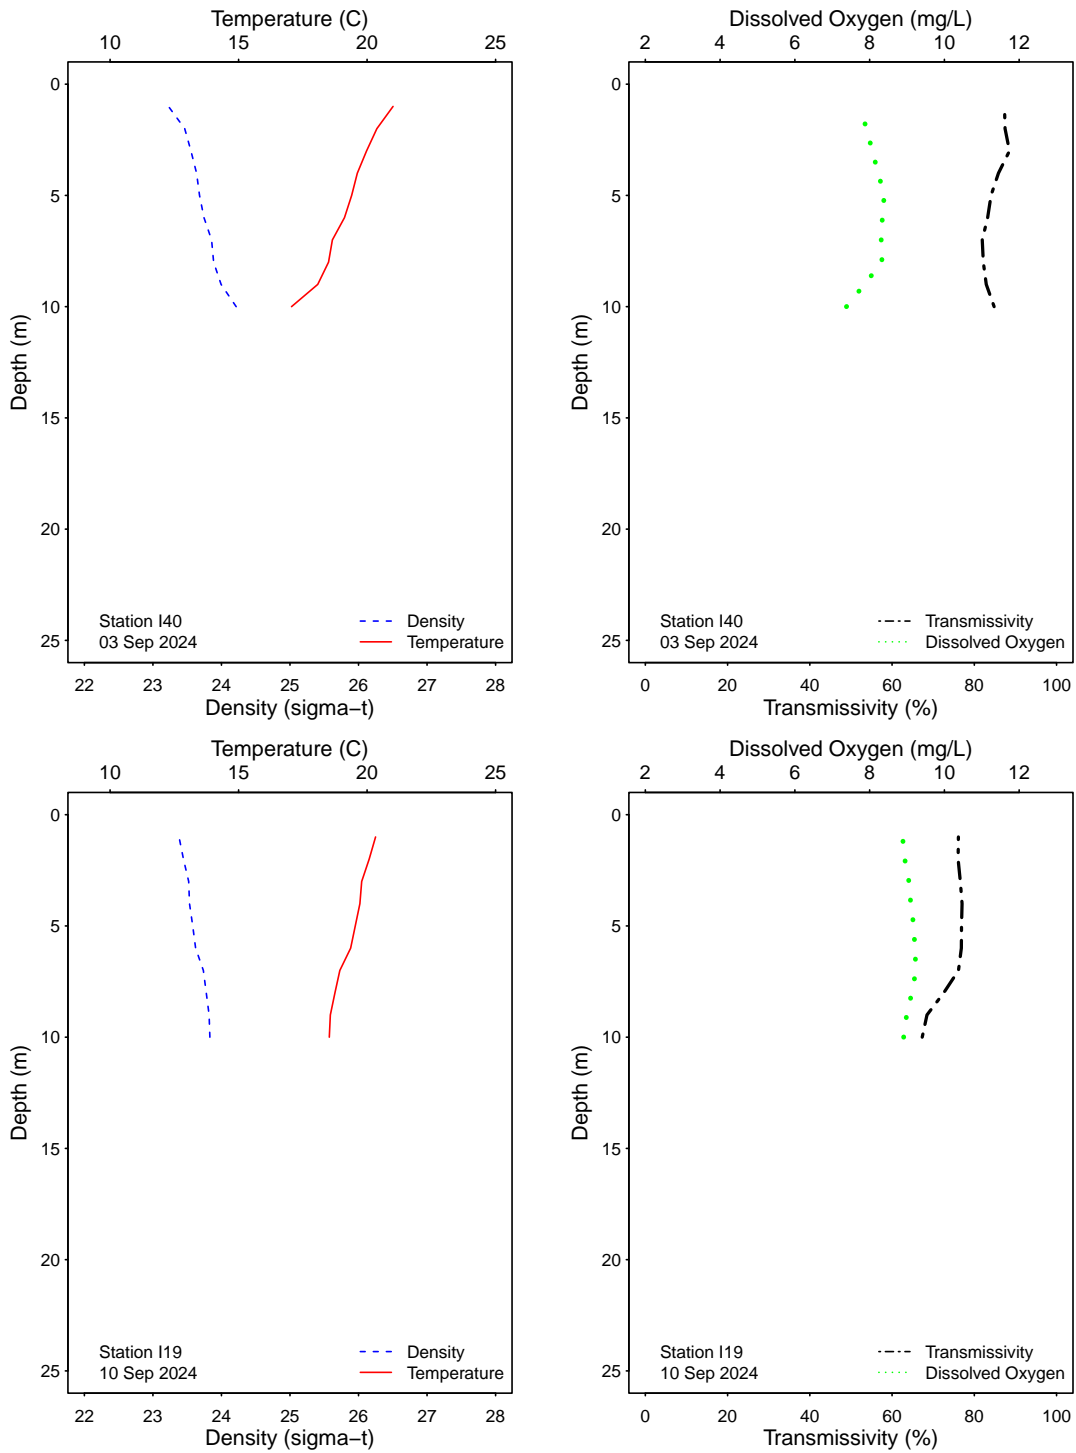 Temperature (C)
10 15 20 25
0
5
10
15
20
25
Depth (m)
Station I40
03 Sep 2024
Density
Temperature
22 23 24 25 26 27 28
Density (sigma−t)
Dissolved Oxygen (mg/L)
2 4 6 8 10 12
0
5
10
15
20
25
Depth (m)
Station I40
03 Sep 2024
Transmissivity
Dissolved Oxygen
0 20 40 60 80 100
Transmissivity (%)
Temperature (C)
10 15 20 25
0
5
10
15
20
25
Depth (m)
Station I19
10 Sep 2024
Density
Temperature
22 23 24 25 26 27 28
Density (sigma−t)
Dissolved Oxygen (mg/L)
2 4 6 8 10 12
0
5
10
15
20
25
Depth (m)
Station I19
10 Sep 2024
Transmissivity
Dissolved Oxygen
0 20 40 60 80 100
Transmissivity (%)